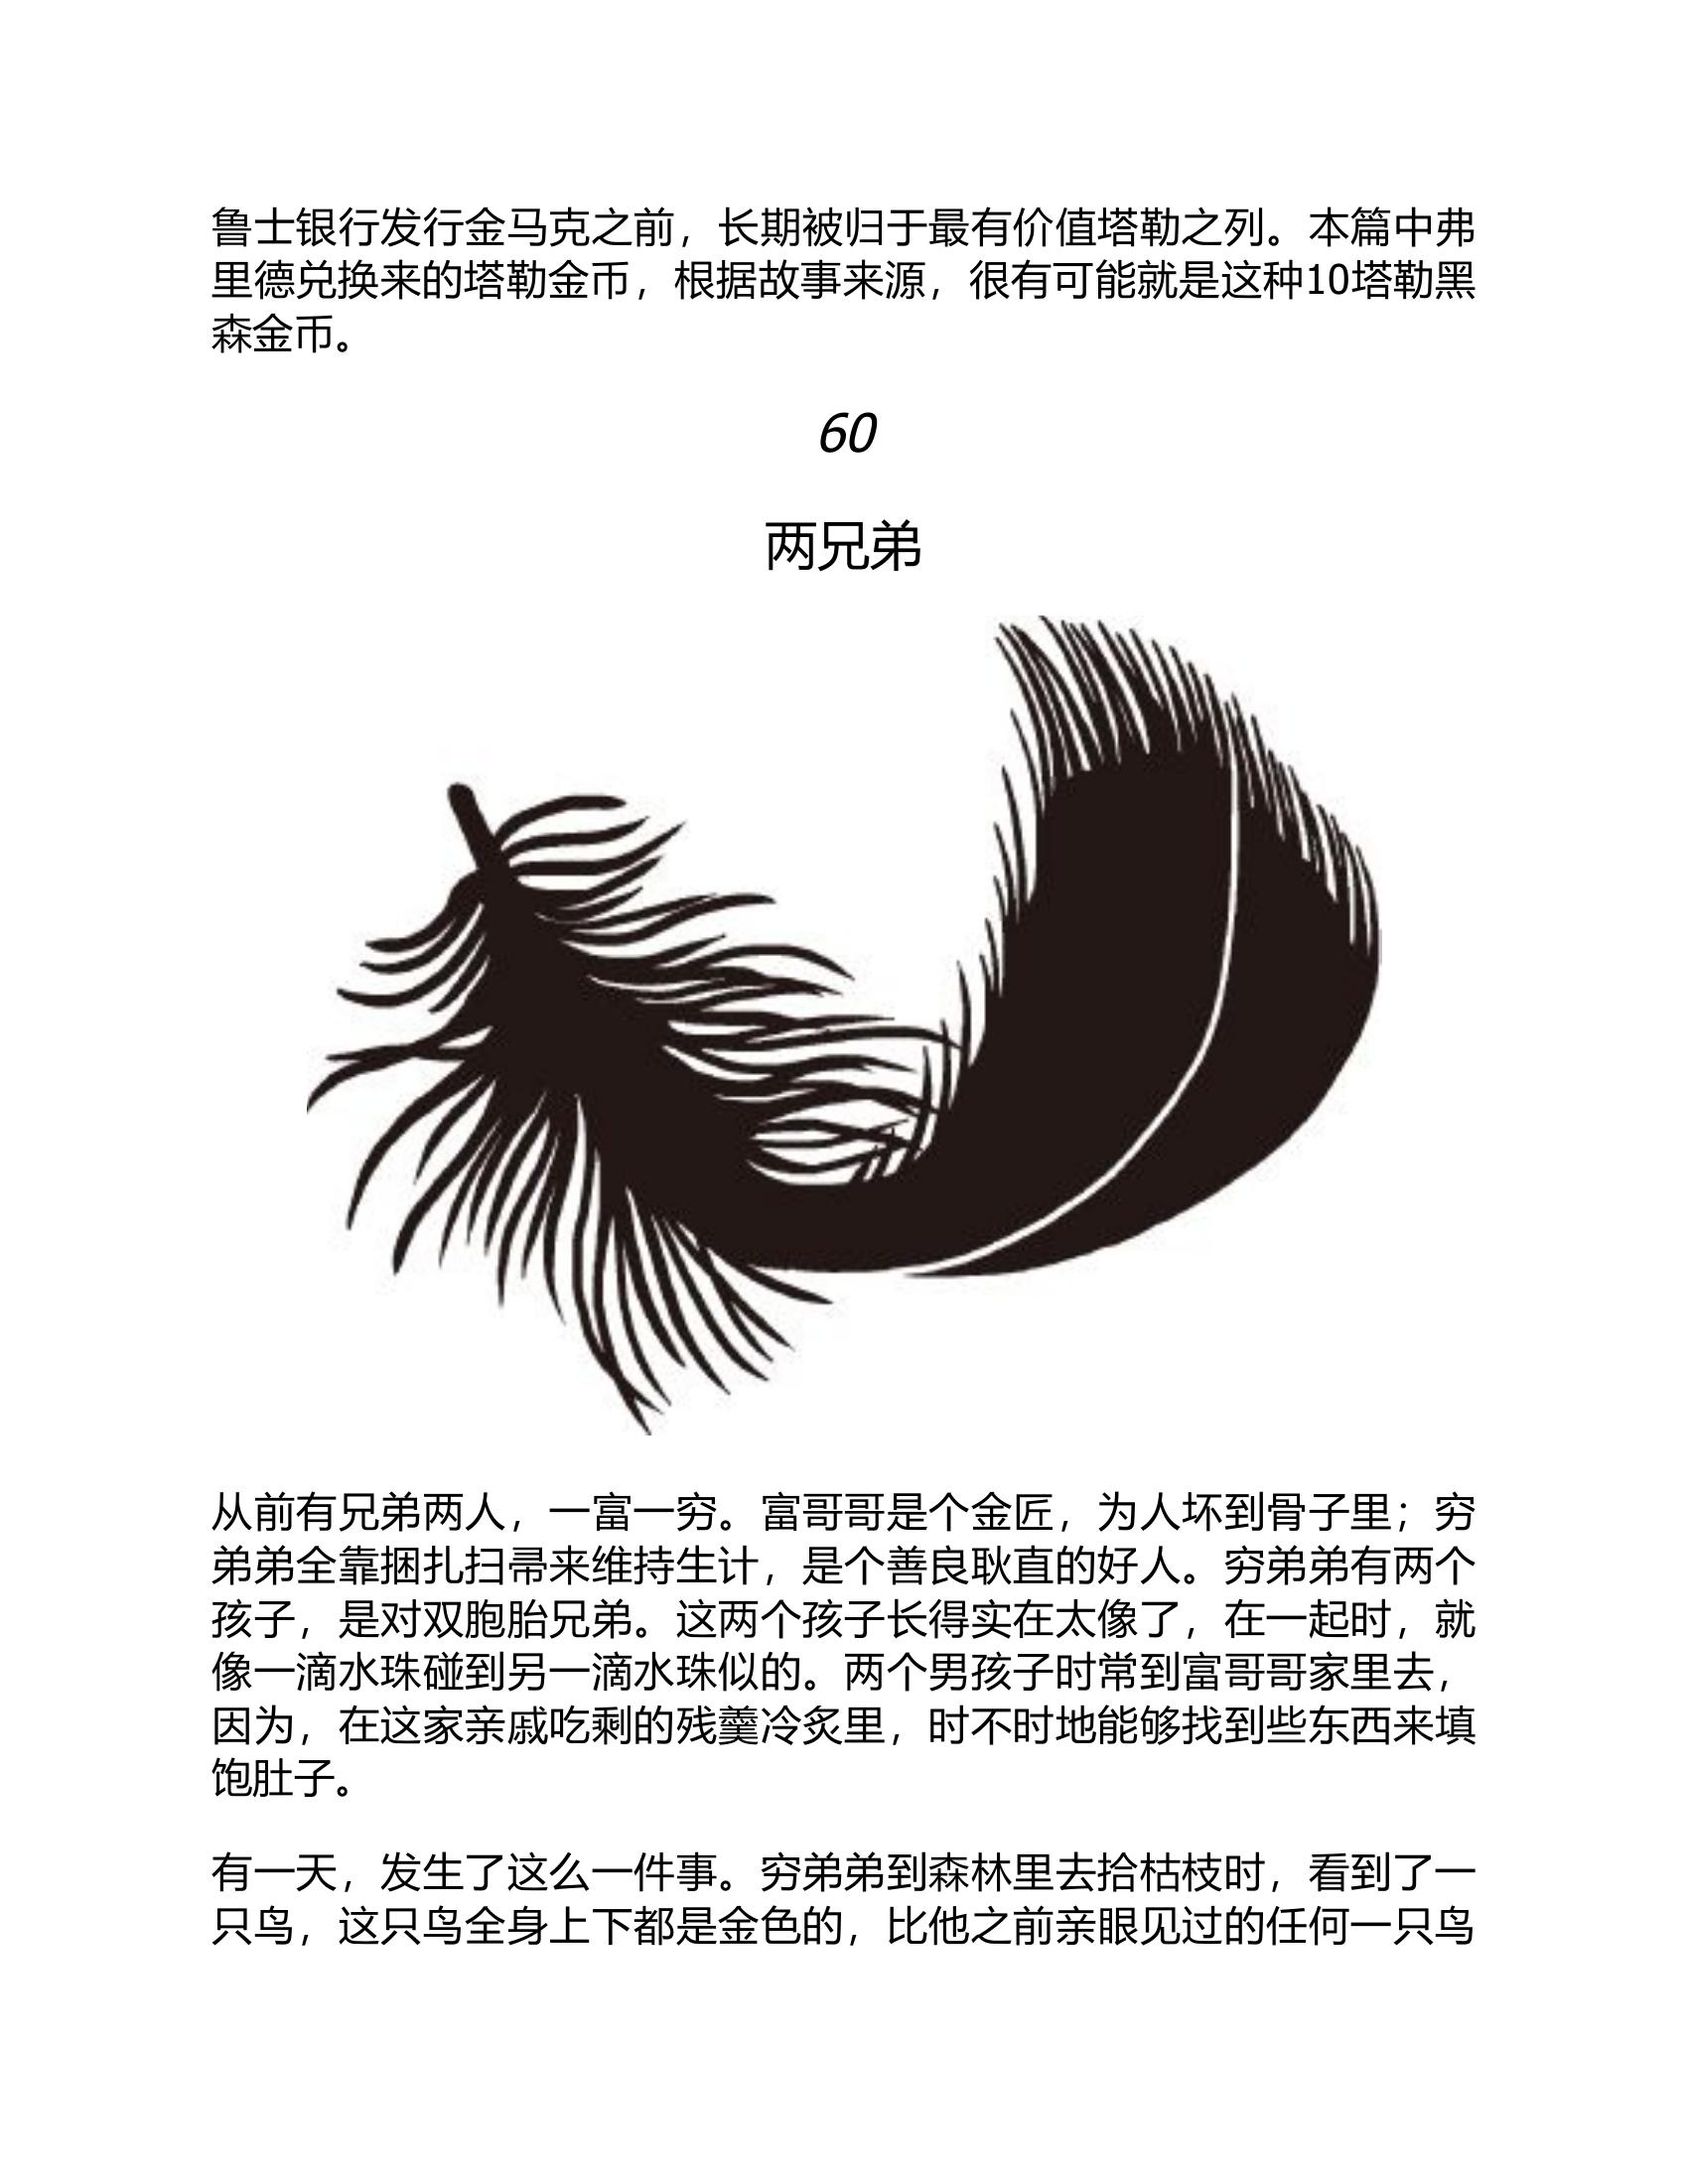 鲁士银行发行金马克之前，长期被归于最有价值塔勒之列。本篇中弗
里德兑换来的塔勒金币，根据故事来源，很有可能就是这种10塔勒黑
森金币。
60
两兄弟
从前有兄弟两人，一富一穷。富哥哥是个金匠，为人坏到骨子里；穷
弟弟全靠捆扎扫帚来维持生计，是个善良耿直的好人。穷弟弟有两个
孩子，是对双胞胎兄弟。这两个孩子长得实在太像了，在一起时，就
像一滴水珠碰到另一滴水珠似的。两个男孩子时常到富哥哥家里去，
因为，在这家亲戚吃剩的残羹冷炙里，时不时地能够找到些东西来填
饱肚子。
有一天，发生了这么一件事。穷弟弟到森林里去拾枯枝时，看到了一
只鸟，这只鸟全身上下都是金色的，比他之前亲眼见过的任何一只鸟